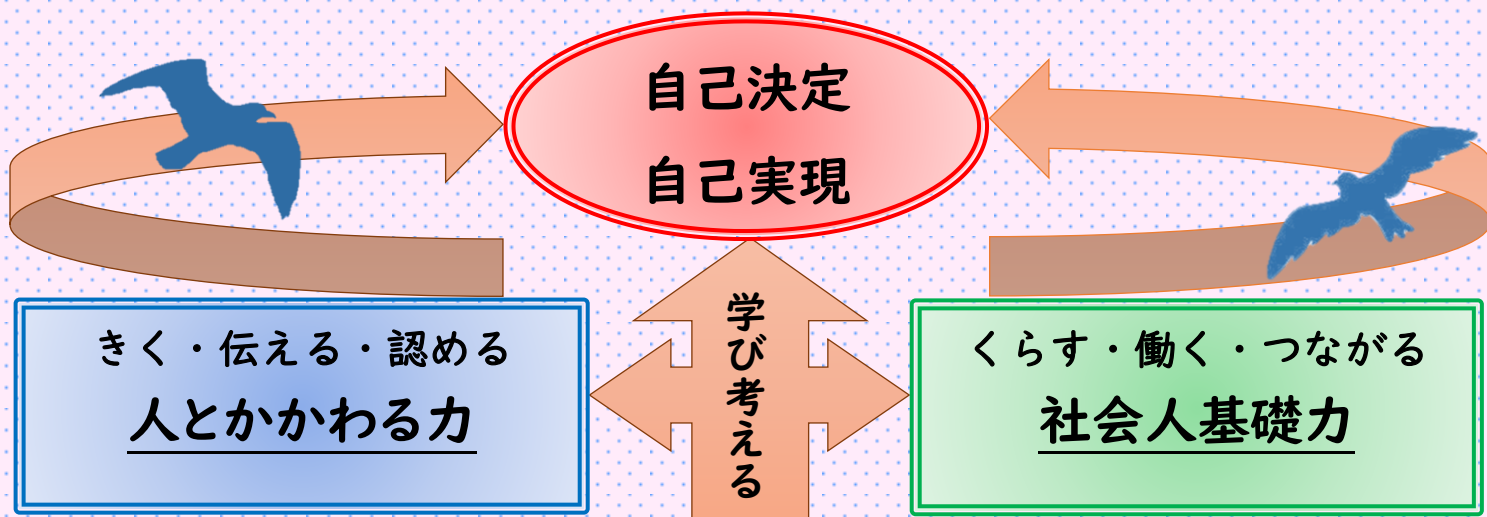 自己決定
自己実現
きく・伝える・認める
人とかかわる力
学び考える
くらす・働く・つながる
社会人基礎力